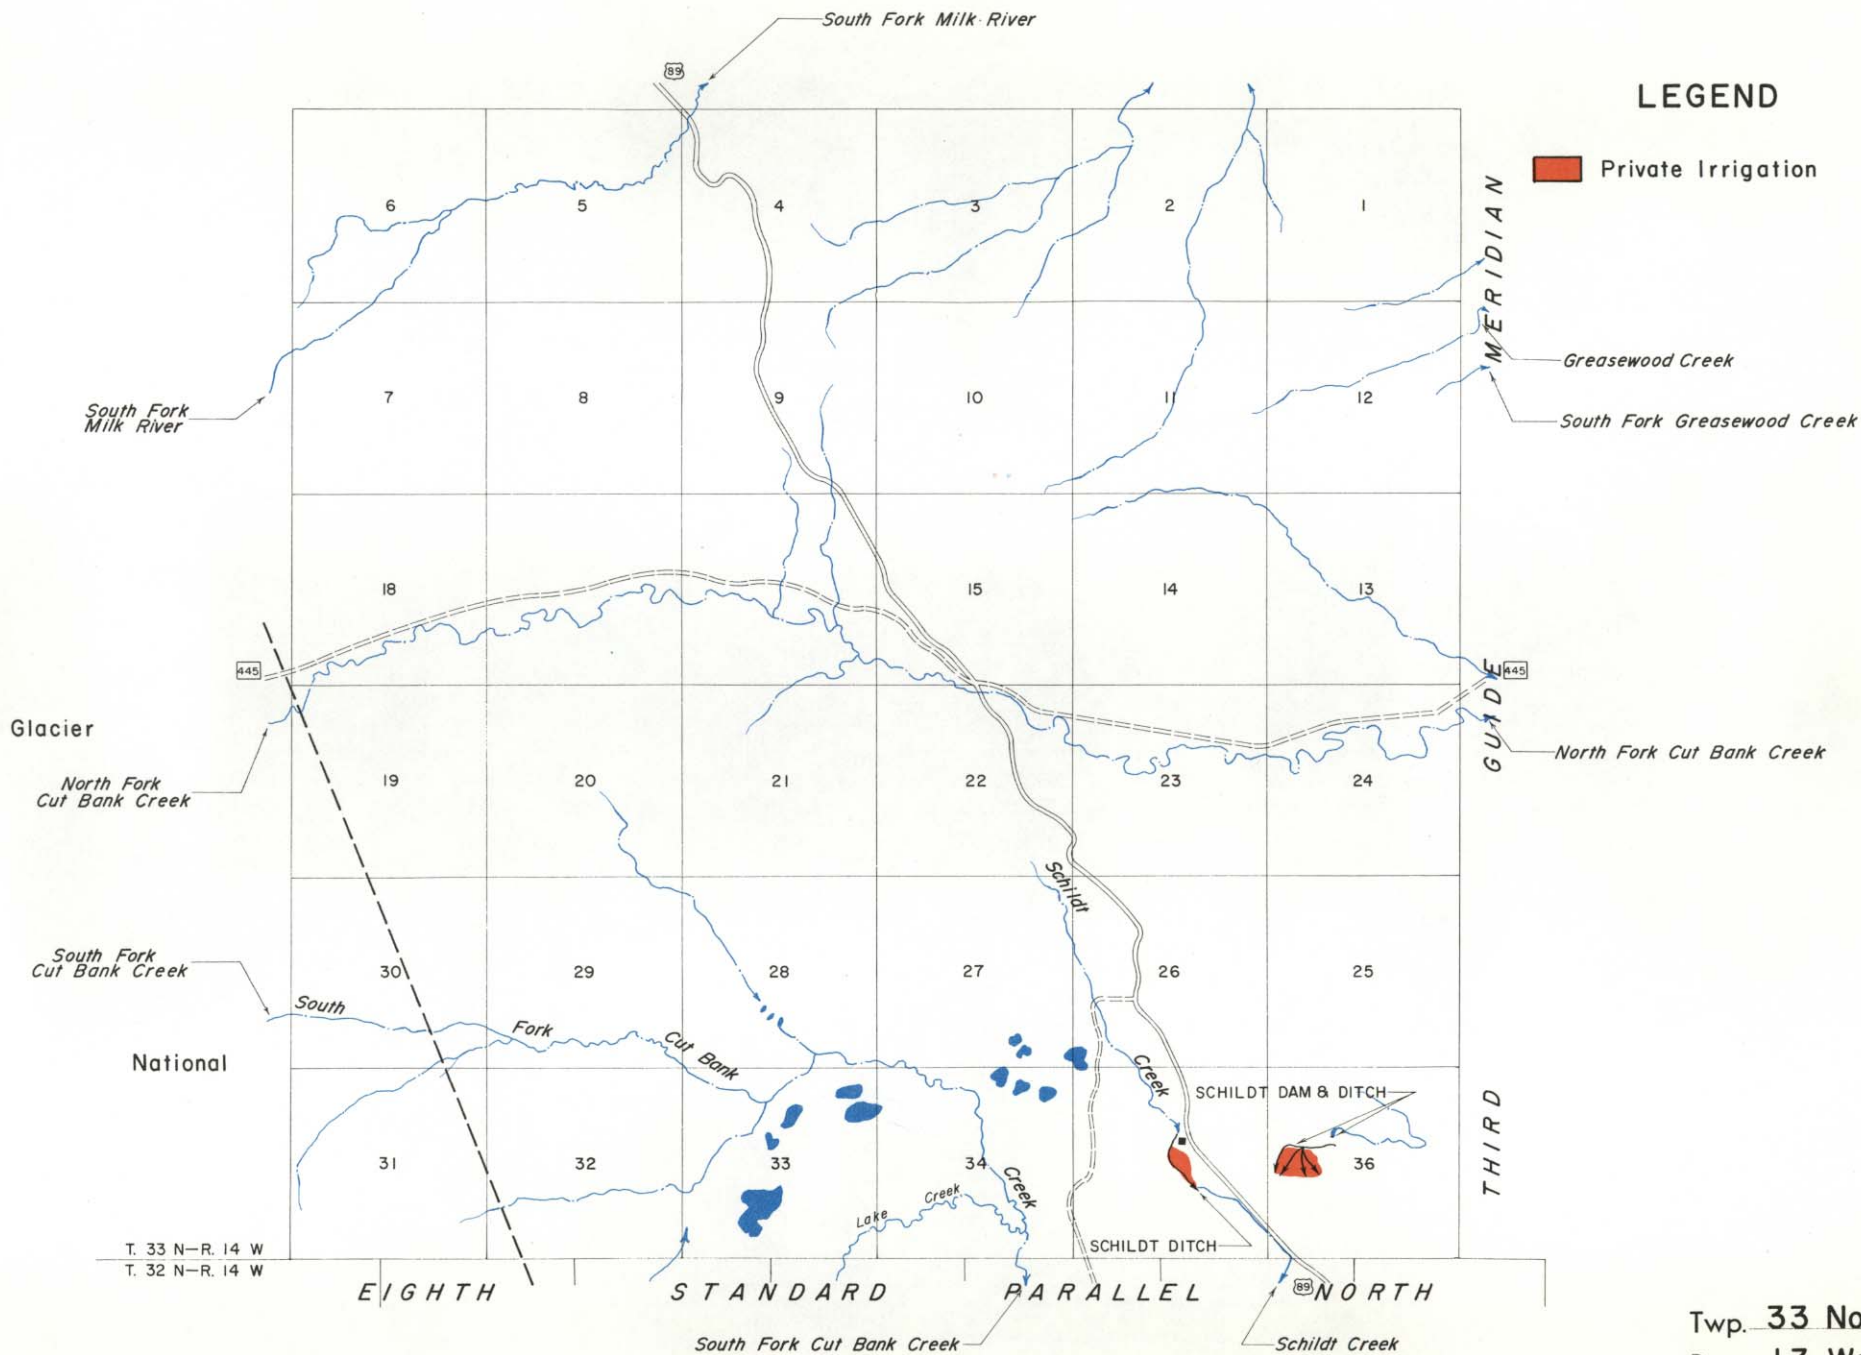 South Fork Milk River
89
LEGEND
Private Irrigation
6
5
4
3
2
1
MERIDIAN
Greasewood Creek
7
8
9
10
11
12
South Fork
Milk River
South Fork Greasewood Creek
18
15
14
13
445
445
GUIDE
Glacier
North Fork Cut Bank Creek
North Fork
Cut Bank Creek
19
20
21
22
23
24
Schildt
South Fork
Cut Bank Creek
30
29
28
27
26
25
South
Fork
Cut Bank
National
Creek
SCHILDT DAM & DITCH
THIRD
31
32
33
34
36
Creek
Lake
Creek
SCHILDT DITCH
T. 33 N-R. 14 W
T. 32 N-R. 14 W
89
EIGHTH STANDARD PARALLEL NORTH
South Fork Cut Bank Creek
Schildt Creek
Twp. 33 No